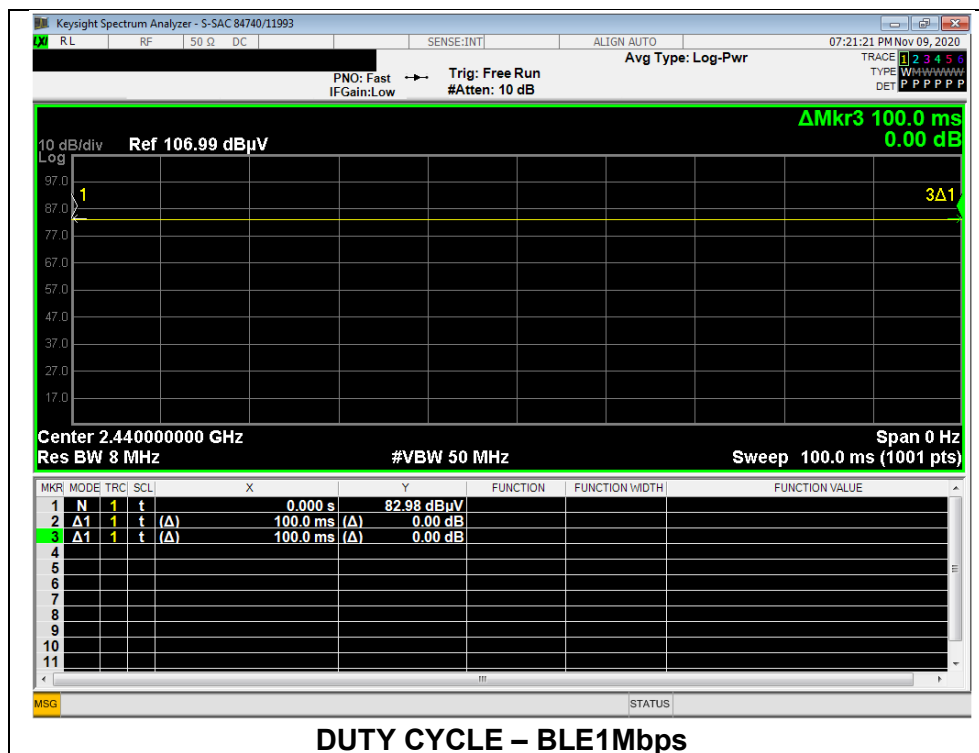 Keysight Spectrum Analyzer - S-SAC 84740/11993
LXI RL RF 50 Ω DC SENSE:INT ALIGN AUTO 07:21:21 PM Nov 09, 2020
Avg Type: Log-Pwr TRACE 1 2 3 4 5 6
PNO: Fast Trig: Free Run TYPE WMWWWWW
IFGain:Low #Atten: 10 dB DET P P P P P P
ΔMkr3 100.0 ms
10 dB/div Ref 106.99 dBµV 0.00 dB
Log
97.0
1 3Δ1
87.0
77.0
67.0
57.0
47.0
37.0
27.0
17.0
Center 2.440000000 GHz Span 0 Hz
Res BW 8 MHz #VBW 50 MHz Sweep 100.0 ms (1001 pts)
MKR MODE TRC SCL X Y FUNCTION FUNCTION WIDTH FUNCTION VALUE
1 N 1 t 0.000 s 82.98 dBµV
2 Δ1 1 t (Δ) 100.0 ms (Δ) 0.00 dB
3 Δ1 1 t (Δ) 100.0 ms (Δ) 0.00 dB
4
5
6
7
8
9
10
11
MSG STATUS
DUTY CYCLE – BLE1Mbps